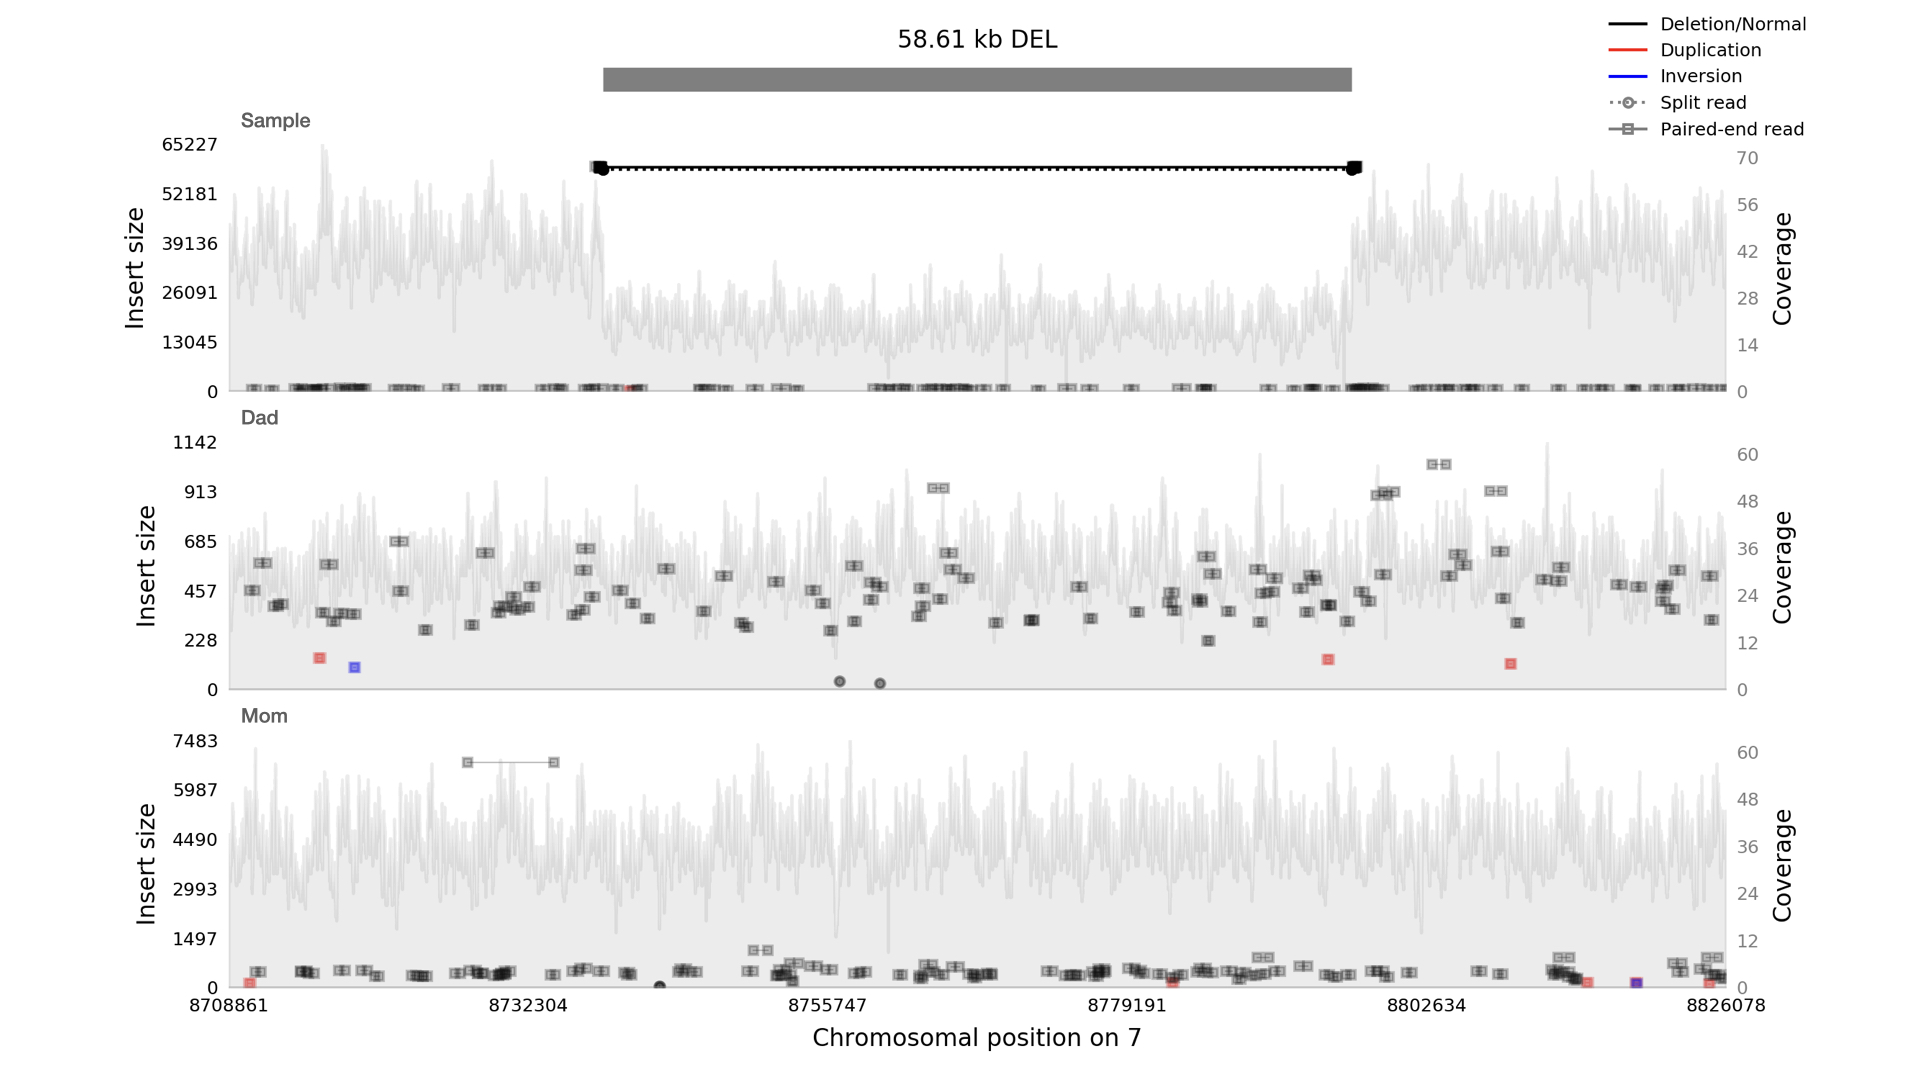 58.61 kb DEL
Deletion/Normal
Duplication
Inversion
Split read
Paired-end read
Sample
65227
52181
39136
26091
13045
0
Insert size
70
56
42
28
14
0
Coverage
Dad
1142
913
685
457
228
0
Insert size
60
48
36
24
12
0
Coverage
Mom
7483
5987
4490
2993
1497
0
Insert size
60
48
36
24
12
0
Coverage
8708861 8732304 8755747 8779191 8802634 8826078
Chromosomal position on 7